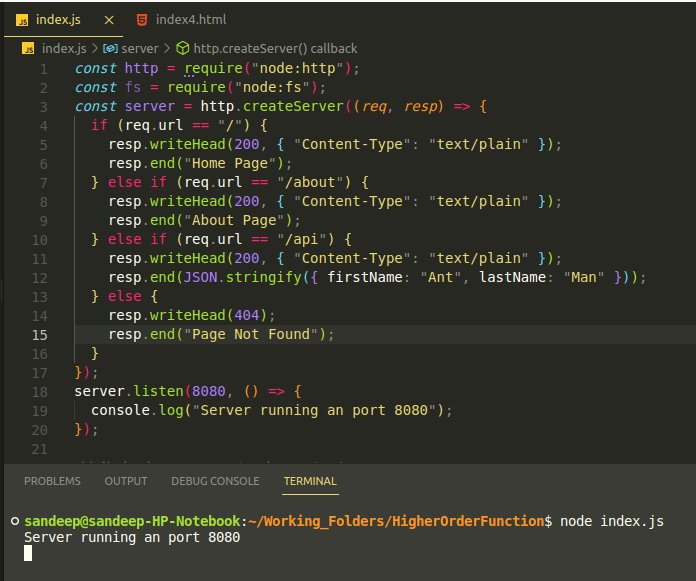 JS index.js × index4.html
JS index.js > server > http.createServer() callback
1 const http = require("node:http");
2 const fs = require("node:fs");
3 const server = http.createServer((req, resp) => {
4 if (req.url == "/") {
5 resp.writeHead(200, { "Content-Type": "text/plain" });
6 resp.end("Home Page");
7 } else if (req.url == "/about") {
8 resp.writeHead(200, { "Content-Type": "text/plain" });
9 resp.end("About Page");
10 } else if (req.url == "/api") {
11 resp.writeHead(200, { "Content-Type": "text/plain" });
12 resp.end(JSON.stringify({ firstName: "Ant", lastName: "Man" }));
13 } else {
14 resp.writeHead(404);
15 resp.end("Page Not Found");
16 }
17 });
18 server.listen(8080, () => {
19 console.log("Server running an port 8080");
20 });
21
PROBLEMS OUTPUT DEBUG CONSOLE TERMINAL
sandeep@sandeep-HP-Notebook:~/Working_Folders/HigherOrderFunction$ node index.js
Server running an port 8080